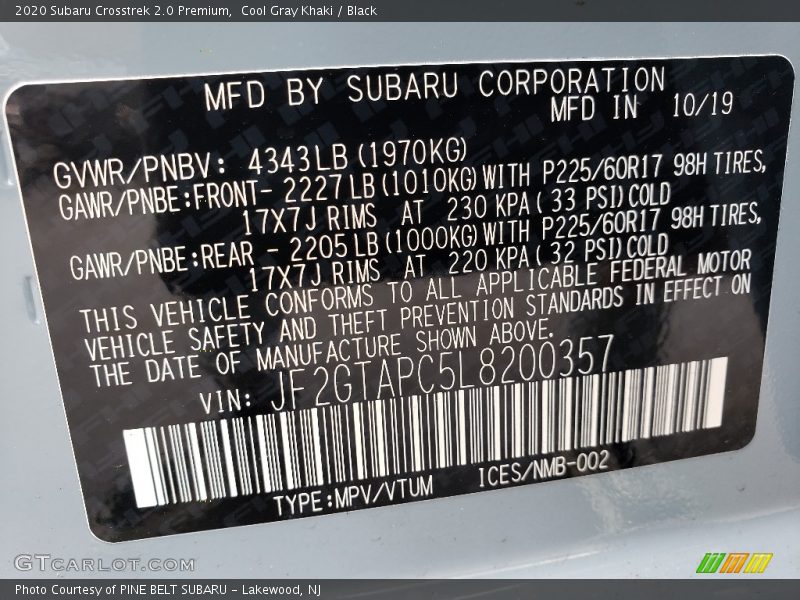 2020 Subaru Crosstrek 2.0 Premium,  Cool Gray Khaki / Black
MFD BY SUBARU CORPORATION
MFD IN 10/19
GVWR/PNBV: 4343LB (1970KG)
GAWR/PNBE:FRONT- 2227LB(1010KG)WITH P225/60R17 98H TIRES,
17X7J RIMS AT 230 KPA( 33 PSI)COLD
GAWR/PNBE:REAR - 2205LB(1000KG)WITH P225/60R17 98H TIRES,
17X7J RIMS AT 220 KPA( 32 PSI)COLD
THIS VEHICLE CONFORMS TO ALL APPLICABLE FEDERAL MOTOR
VEHICLE SAFETY AND THEFT PREVENTION STANDARDS IN EFFECT ON
THE DATE OF MANUFACTURE SHOWN ABOVE.
VIN: JF2GTAPC5L8200357
TYPE:MPV/VTUM ICES/NMB-002
GTCARLOT.COM
Photo Courtesy of PINE BELT SUBARU - Lakewood, NJ